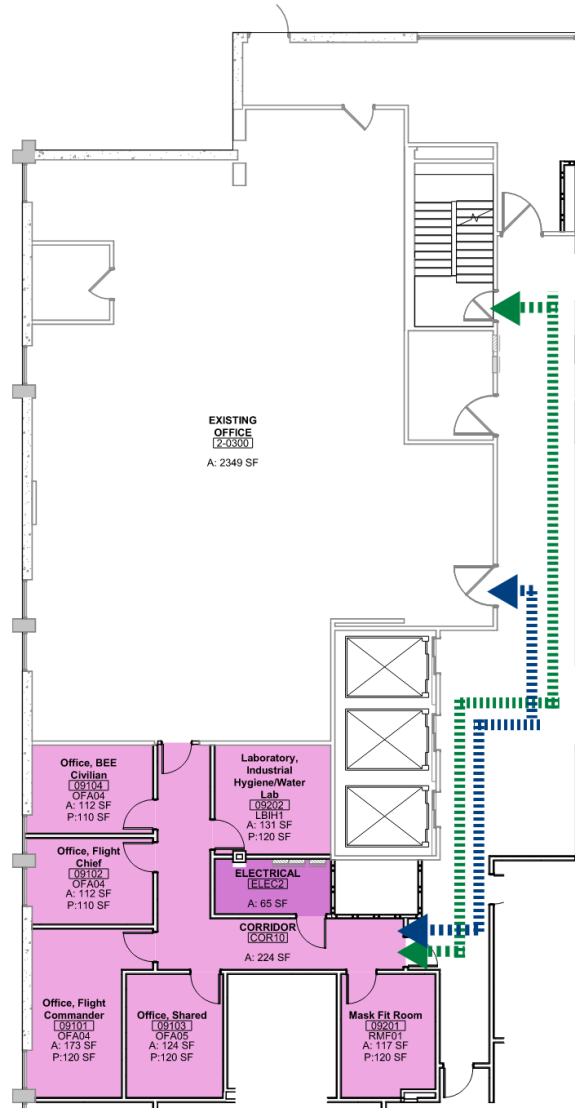 EXISTING
OFFICE
2-0300
A: 2349 SF
Office, BEE
Civilian
09104
OFA04
A: 112 SF
P:110 SF
Laboratory,
Industrial
Hygiene/Water
Lab
09202
LBIH1
A: 131 SF
P:120 SF
Office, Flight
Chief
09102
OFA04
A: 112 SF
P:110 SF
ELECTRICAL
ELEC2
A: 65 SF
CORRIDOR
COR10
A: 224 SF
Office, Flight
Commander
09101
OFA04
A: 173 SF
P:120 SF
Office, Shared
09103
OFA05
A: 124 SF
P:120 SF
Mask Fit Room
09201
RMF01
A: 117 SF
P:120 SF